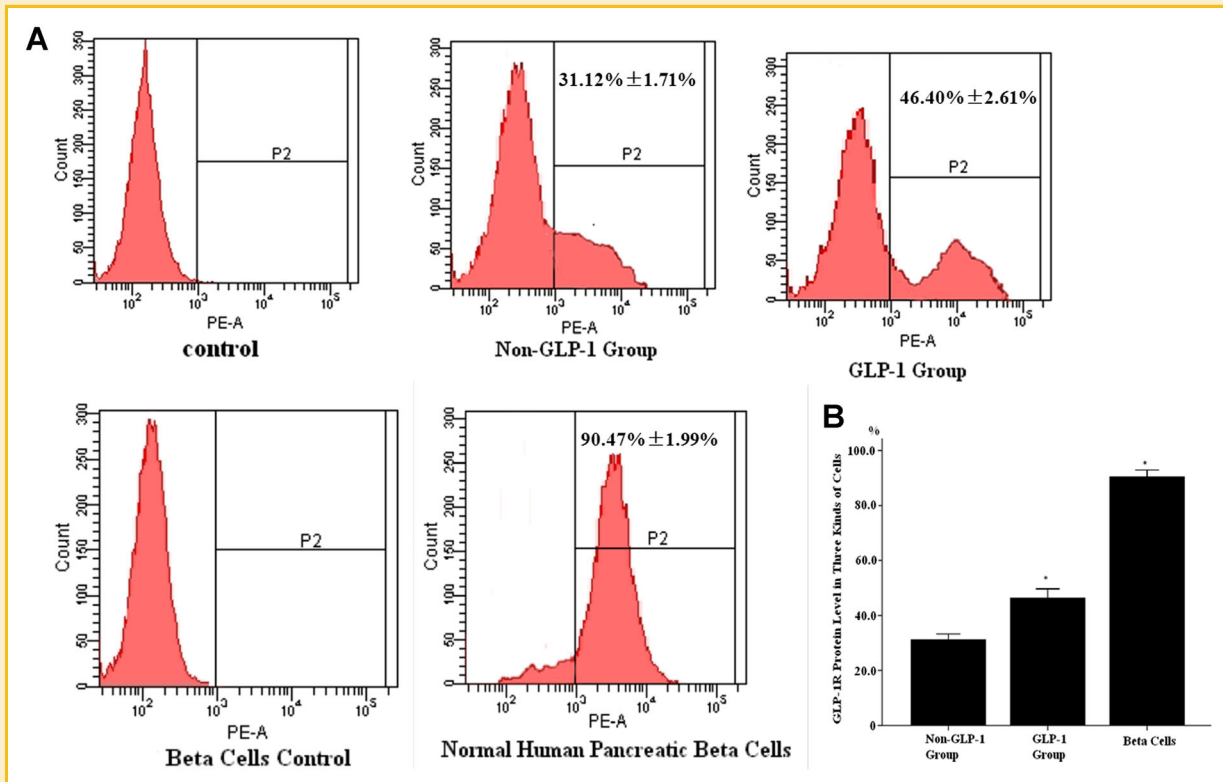 A
350
300
250
200
150
100
50
0
Count
P2
10² 10³ 10⁴ 10⁵
PE-A
control
300
250
200
150
100
50
0
Count
31.12% ±1.71%
P2
10² 10³ 10⁴ 10⁵
PE-A
Non-GLP-1 Group
300
250
200
150
100
50
0
Count
46.40% ±2.61%
P2
10² 10³ 10⁴ 10⁵
PE-A
GLP-1 Group
300
250
200
150
100
50
0
Count
P2
10² 10³ 10⁴ 10⁵
PE-A
Beta Cells Control
300
250
200
150
100
50
0
Count
90.47% ±1.99%
P2
10² 10³ 10⁴ 10⁵
PE-A
Normal Human Pancreatic Beta Cells
B
%
100.0
80.0
60.0
40.0
20.0
0
GLP-1R Protein Level in Three Kinds of Cells
*
*
Non-GLP-1
Group
GLP-1
Group
Beta Cells